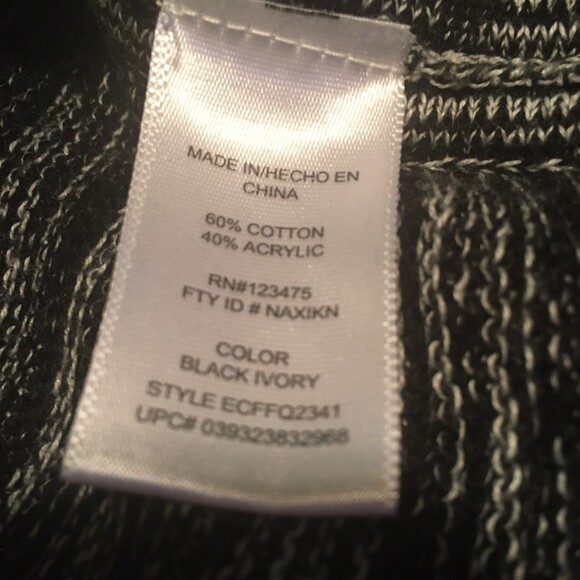 MADE IN/HECHO EN
CHINA
60% COTTON
40% ACRYLIC
RN#123475
FTY ID # NAXIKN
COLOR
BLACK IVORY
STYLE ECFFQ2341
UPC# 039323832968